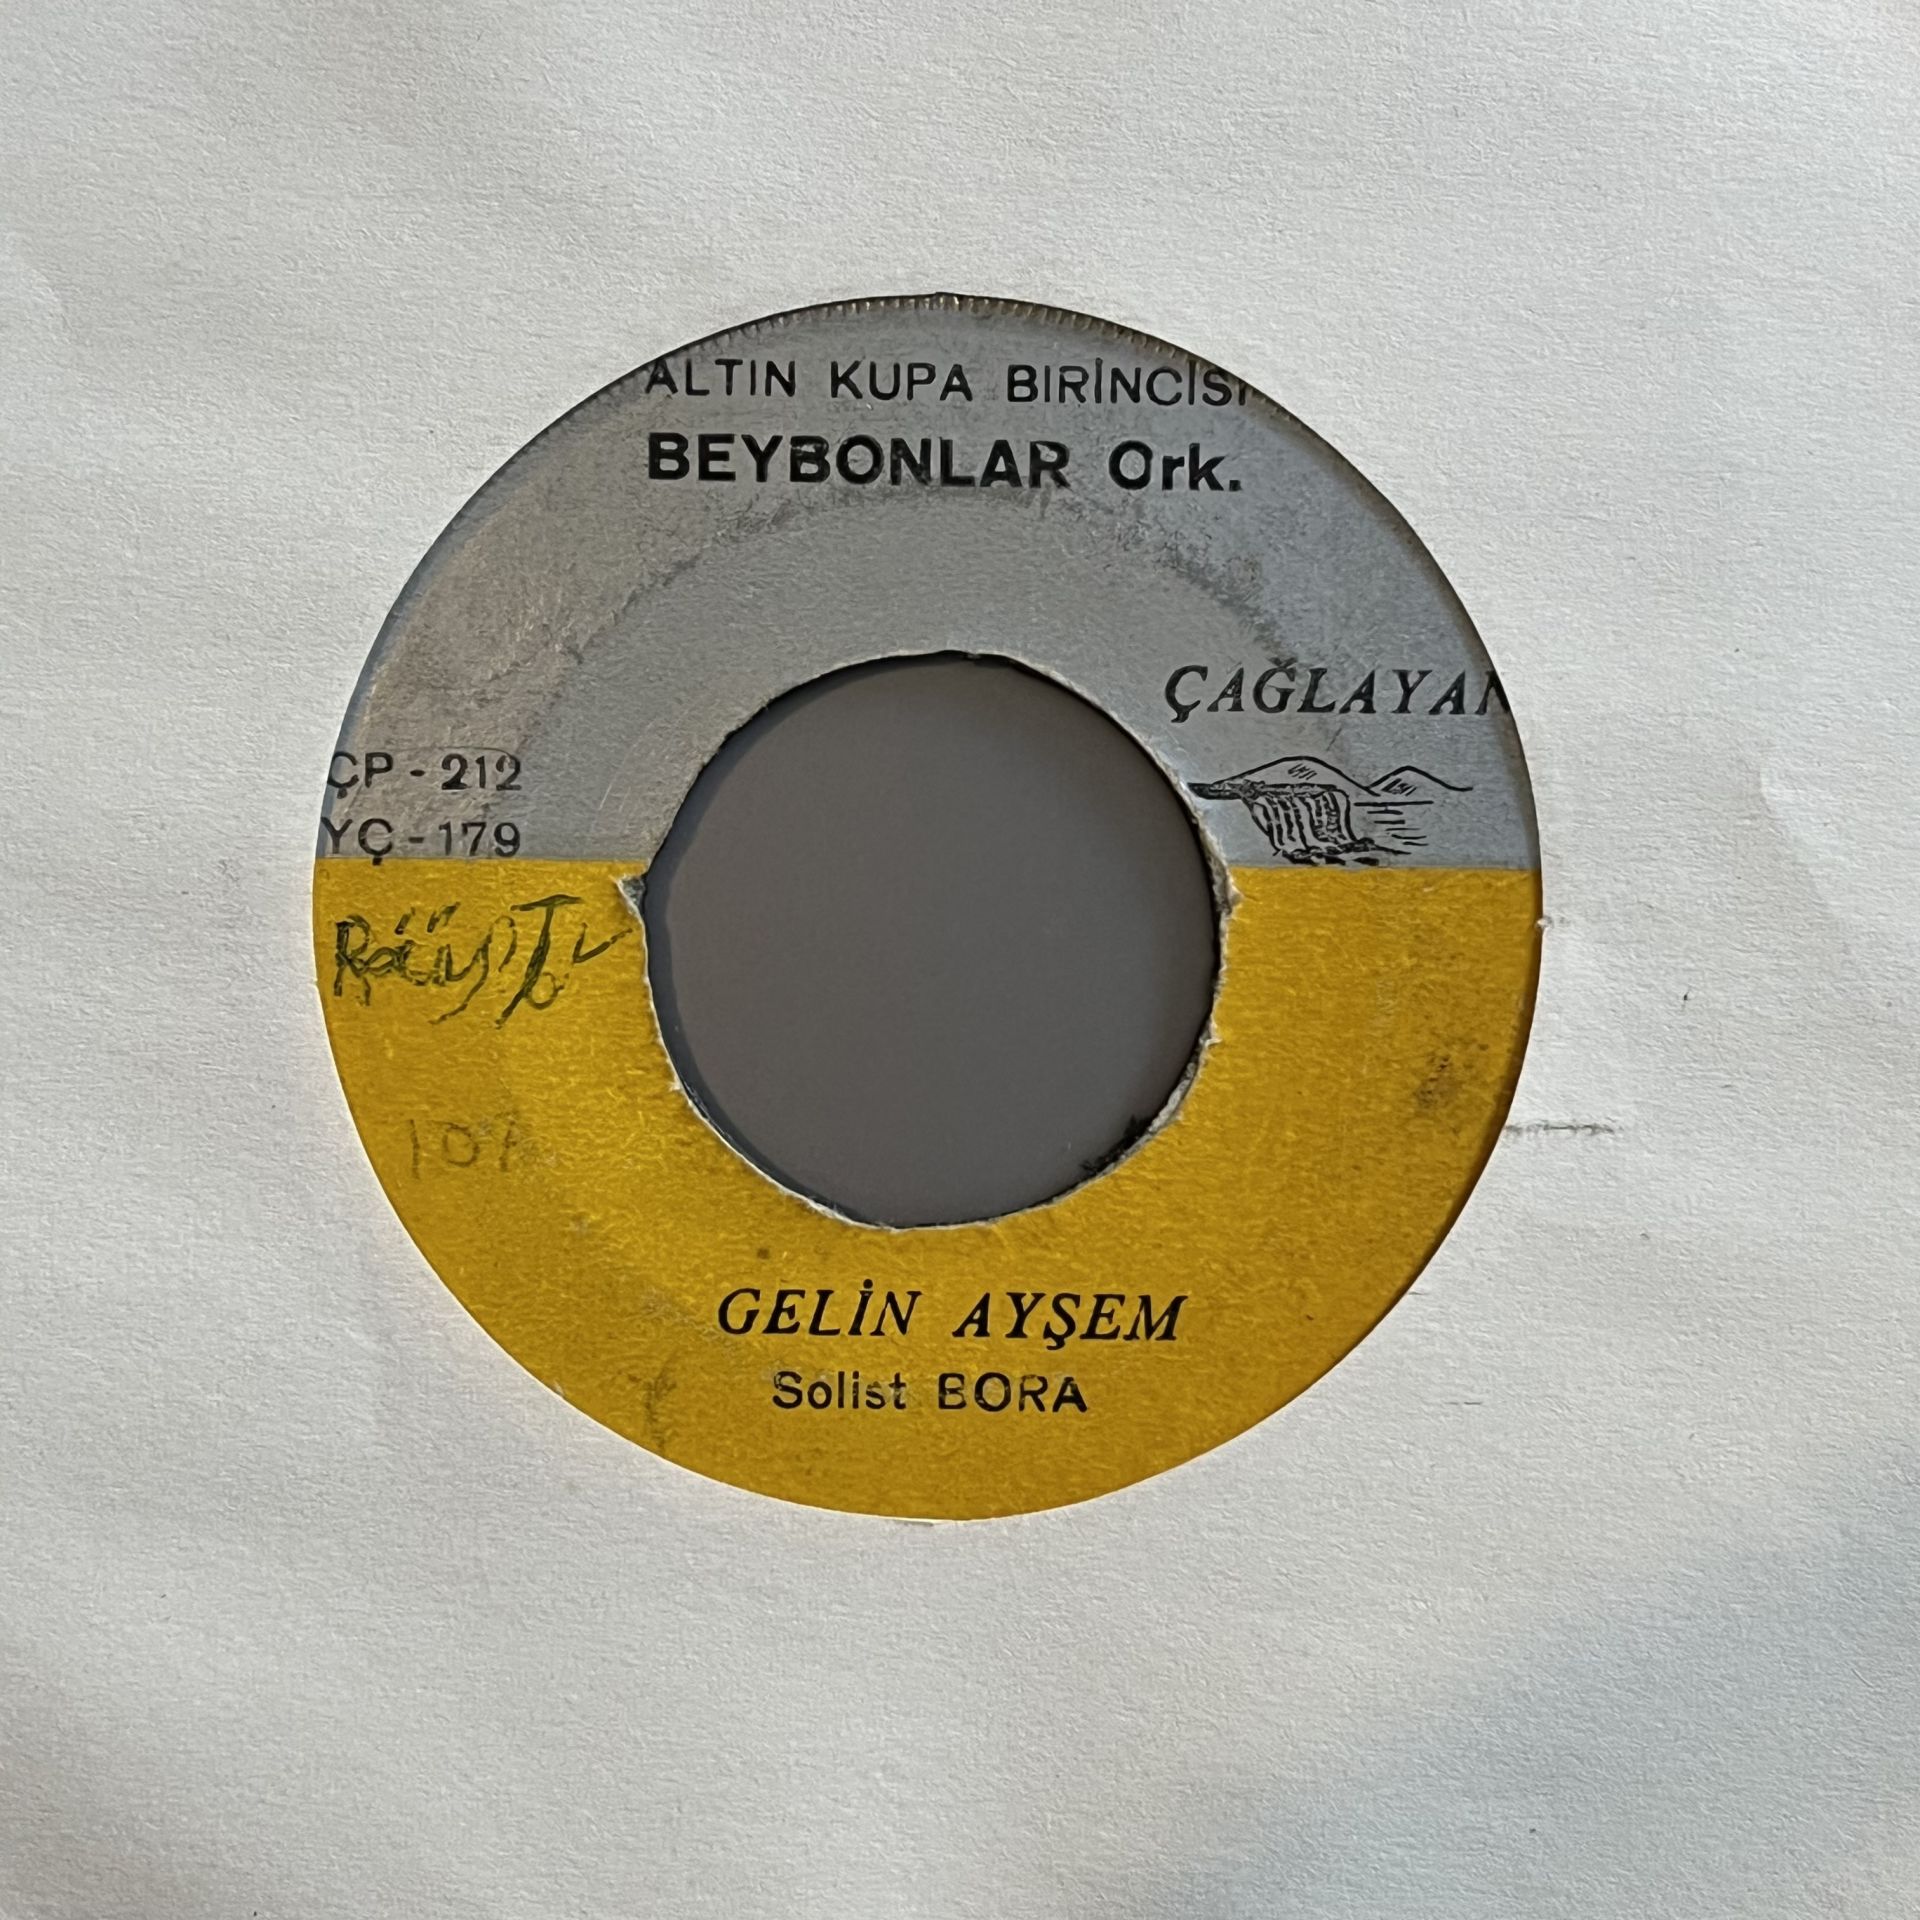 ALTIN KUPA BIRİNCİSİ
BEYBONLAR Ork.
ÇAĞLAYAN
ÇP - 212
YÇ - 179
GELİN AYŞEM
Solist BORA